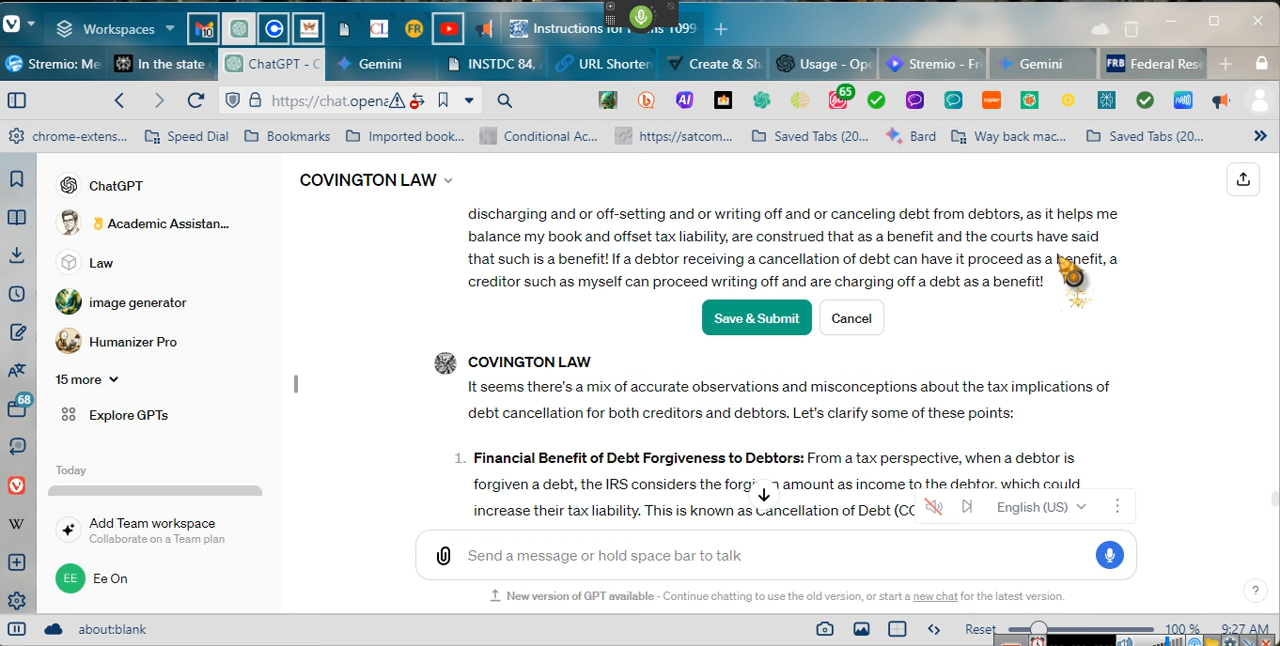 Workspaces
10
CL
FR
Instructions for
1099
Stremio: Me
In the state
ChatGPT - C
Gemini
INSTDC 84,
URL Shorten
Create & Sh
Usage - Ope
Stremio - Fr
Gemini
FRB
Federal Rese
https://chat.opena
65
chrome-extens...
Speed Dial
Bookmarks
Imported book...
Conditional Ac...
https://satcom...
Saved Tabs (20...
Bard
Way back mac...
Saved Tabs (20...
ChatGPT
Academic Assistan...
Law
image generator
Humanizer Pro
15 more
Explore GPTs
Today
Add Team workspace
Collaborate on a Team plan
EE
Ee On
68
W
COVINGTON LAW
discharging and or off-setting and or writing off and or canceling debt from debtors, as it helps me
balance my book and offset tax liability, are construed that as a benefit and the courts have said
that such is a benefit! If a debtor receiving a cancellation of debt can have it proceed as a benefit, a
creditor such as myself can proceed writing off and are charging off a debt as a benefit!
Save & Submit
Cancel
COVINGTON LAW
It seems there's a mix of accurate observations and misconceptions about the tax implications of
debt cancellation for both creditors and debtors. Let's clarify some of these points:
1. Financial Benefit of Debt Forgiveness to Debtors: From a tax perspective, when a debtor is
forgiven a debt, the IRS considers the forgiven amount as income to the debtor, which could
increase their tax liability. This is known as Cancellation of Debt (CO
English (US)
Send a message or hold space bar to talk
New version of GPT available - Continue chatting to use the old version, or start a new chat for the latest version.
?
about:blank
Reset
100 %
9:27 AM